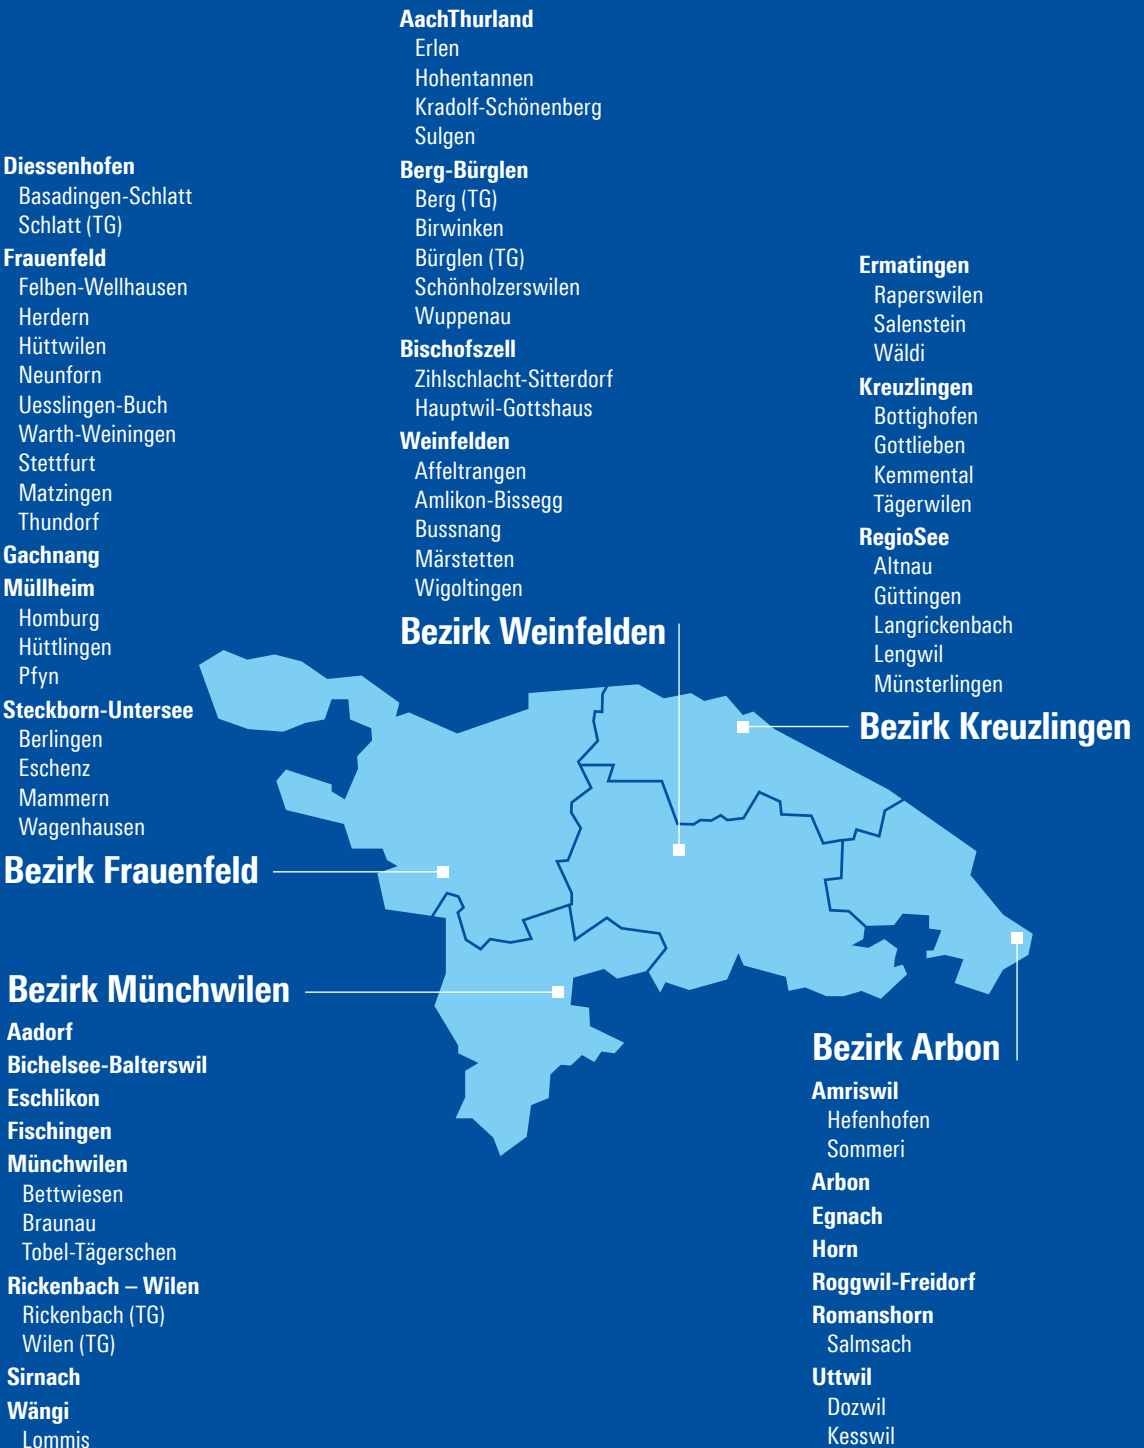 AachThurland
Erlen
Hohentannen
Kradolf-Schönenberg
Sulgen
Berg-Bürglen
Berg (TG)
Birwinken
Bürglen (TG)
Schönholzerswilen
Wuppenau
Bischofszell
Zihlschlacht-Sitterdorf
Hauptwil-Gottshaus
Weinfelden
Affeltrangen
Amlikon-Bissegg
Bussnang
Märstetten
Wigoltingen
Bezirk Weinfelden
Diessenhofen
Basadingen-Schlatt
Schlatt (TG)
Frauenfeld
Felben-Wellhausen
Herdern
Hüttwilen
Neunforn
Uesslingen-Buch
Warth-Weiningen
Stettfurt
Matzingen
Thundorf
Gachnang
Müllheim
Homburg
Hüttlingen
Pfyn
Steckborn-Untersee
Berlingen
Eschenz
Mammern
Wagenhausen
Bezirk Frauenfeld
Ermatingen
Raperswilen
Salenstein
Wäldi
Kreuzlingen
Bottighofen
Gottlieben
Kemmental
Tägerwilen
RegioSee
Altnau
Güttingen
Langrickenbach
Lengwil
Münsterlingen
Bezirk Kreuzlingen
Bezirk Münchwilen
Aadorf
Bichelsee-Balterswil
Eschlikon
Fischingen
Münchwilen
Bettwiesen
Braunau
Tobel-Tägerschen
Rickenbach – Wilen
Rickenbach (TG)
Wilen (TG)
Sirnach
Wängi
Lommis
Bezirk Arbon
Amriswil
Hefenhofen
Sommeri
Arbon
Egnach
Horn
Roggwil-Freidorf
Romanshorn
Salmsach
Uttwil
Dozwil
Kesswil